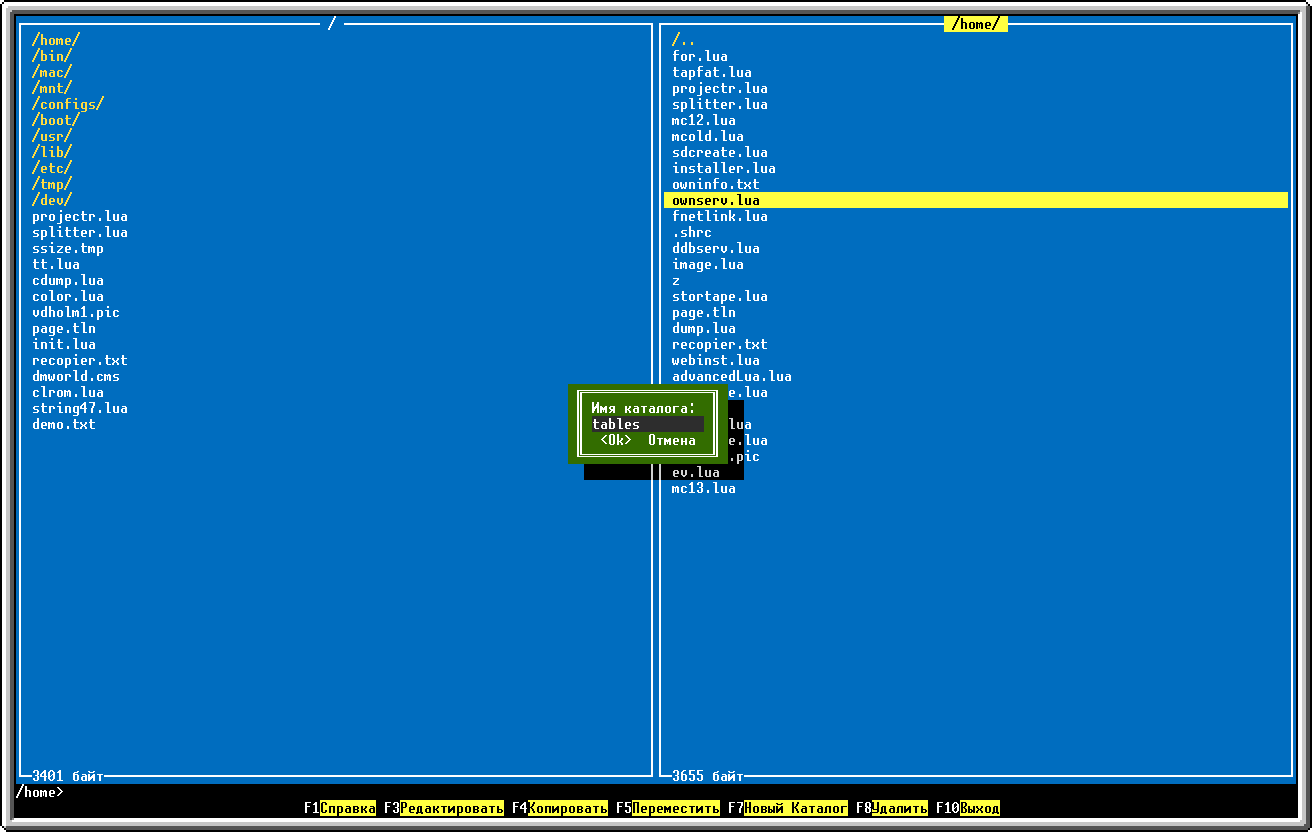 /
/home/
/bin/
/mac/
/mnt/
/configs/
/boot/
/usr/
/lib/
/etc/
/tmp/
/dev/
projectr.lua
splitter.lua
ssize.tmp
tt.lua
cdump.lua
color.lua
vdholm1.pic
page.tln
init.lua
recopier.txt
dmworld.cms
clrom.lua
string47.lua
demo.txt
3401 байт
/home/
/..
for.lua
tapfat.lua
projectr.lua
splitter.lua
mc12.lua
mcold.lua
sdcreate.lua
installer.lua
owninfo.txt
ownserv.lua
fnetlink.lua
.shrc
ddbserv.lua
image.lua
z
stortape.lua
page.tln
dump.lua
recopier.txt
webinst.lua
advancedLua.lua
e.lua
lua
e.lua
.pic
ev.lua
mc13.lua
3655 байт
Имя каталога:
tables
<Ok> Отмена
/home>
F1Справка F3Редактировать F4Копировать F5Переместить F7Новый Каталог F8Удалить F10Выход